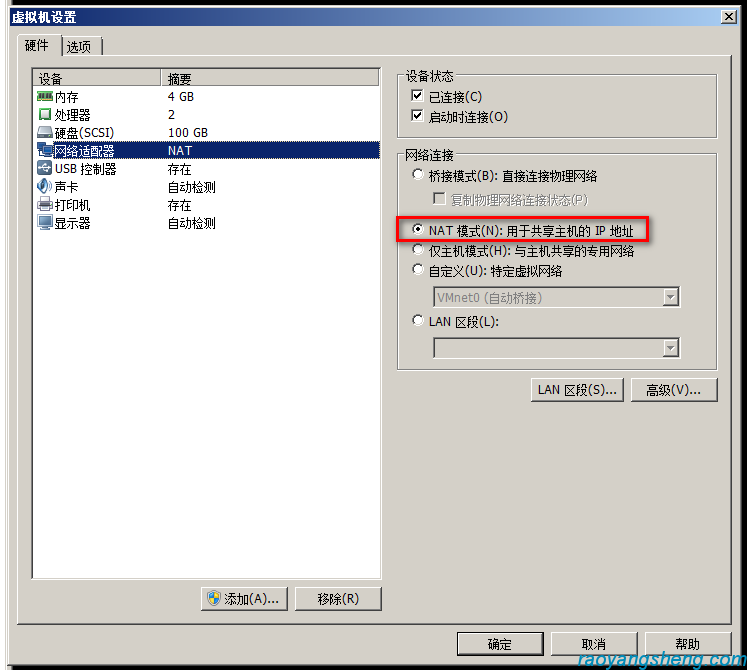 虚拟机设置
硬件 选项
设备 摘要
内存 4 GB
处理器 2
硬盘(SCSI) 100 GB
网络适配器 NAT
USB 控制器 存在
声卡 自动检测
打印机 存在
显示器 自动检测
添加(A)... 移除(R)
设备状态
已连接(C)
启动时连接(O)
网络连接
桥接模式(B): 直接连接物理网络
复制物理网络连接状态(P)
NAT 模式(N): 用于共享主机的 IP 地址
仅主机模式(H): 与主机共享的专用网络
自定义(U): 特定虚拟网络
VMnet0 (自动桥接)
LAN 区段(L):
LAN 区段(S)... 高级(V)...
确定 取消 帮助
raoyangsheng.com